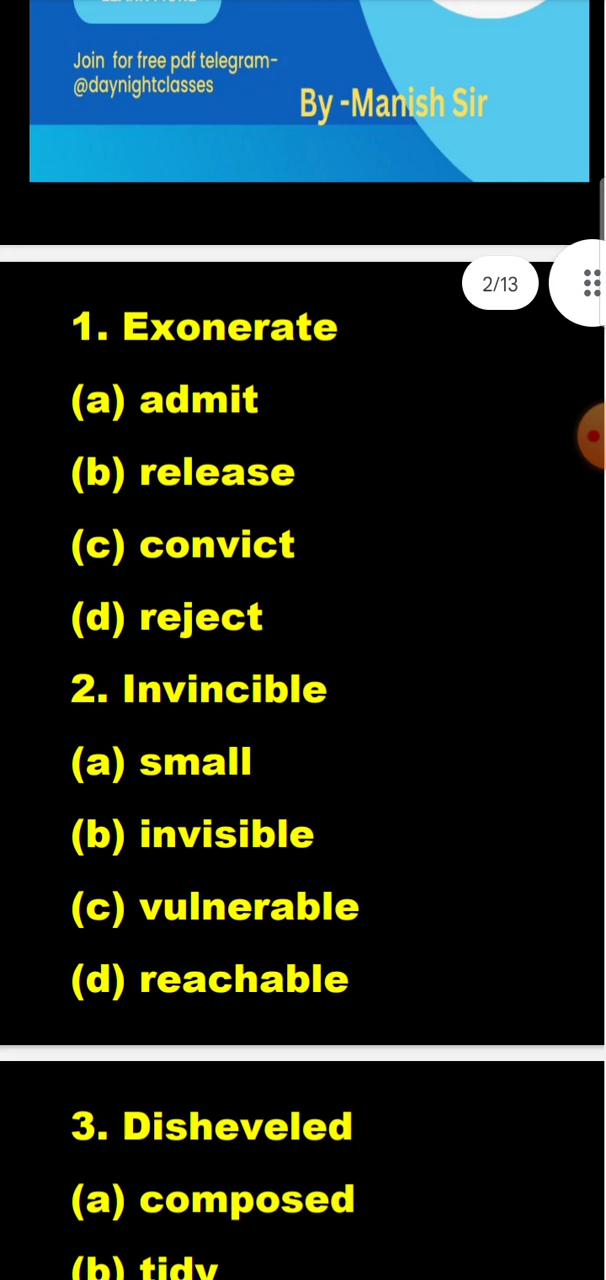 Join for free pdf telegram-
@daynightclasses
By -Manish Sir
2/13
1. Exonerate
(a) admit
(b) release
(c) convict
(d) reject
2. Invincible
(a) small
(b) invisible
(c) vulnerable
(d) reachable
3. Disheveled
(a) composed
(b) tidy